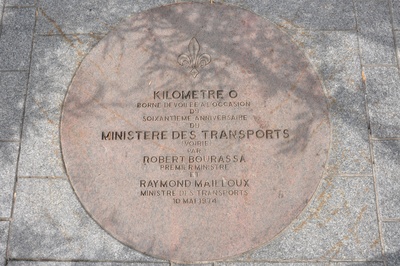 KILOMETRE O
BORNE DEVOILEE A L'OCCASION
DU
SOIXANTIEME ANNIVERSAIRE
DU
MINISTERE DES TRANSPORTS
VOIRIE
PAR
ROBERT BOURASSA
PREMIER MINISTRE
ET
RAYMOND MAILLOUX
MINISTRE DES TRANSPORTS
10 MAI 1974